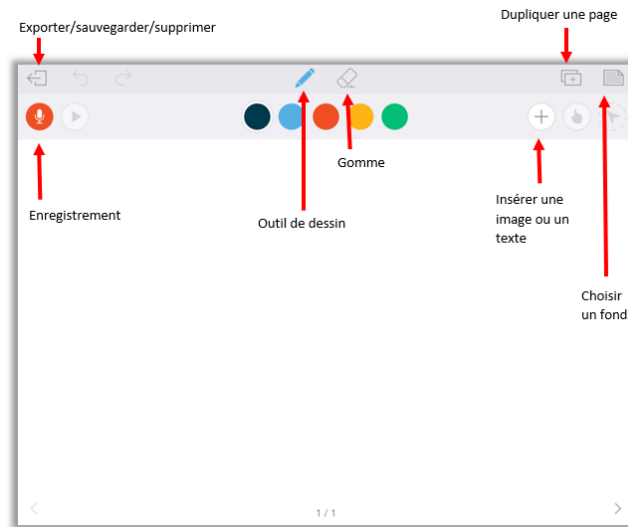 Dupliquer une page
Exporter/sauvegarder/supprimer
Gomme
Insérer une
image ou un
texte
Enregistrement
Outil de dessin
Choisir
un fond
1 / 1